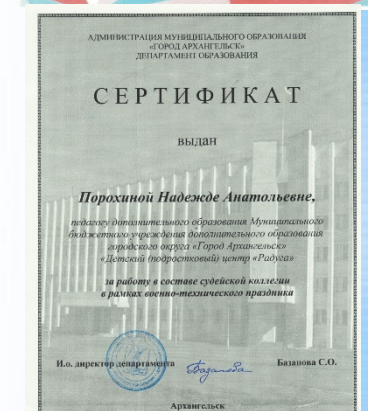 АДМИНИСТРАЦИЯ МУНИЦИПАЛЬНОГО ОБРАЗОВАНИЯ
«ГОРОД АРХАНГЕЛЬСК»
ДЕПАРТАМЕНТ ОБРАЗОВАНИЯ
СЕРТИФИКАТ
выдан
Порохиной Надежде Анатольевне,
педагогу дополнительного образования Муниципального
бюджетного учреждения дополнительного образования
городского округа «Город Архангельск»
«Детский (подростковый) центр «Радуга»
за работу в составе судейской коллегии
в рамках военно-технического праздника
И.о. директор департамента
Базанова С.О.
Архангельск